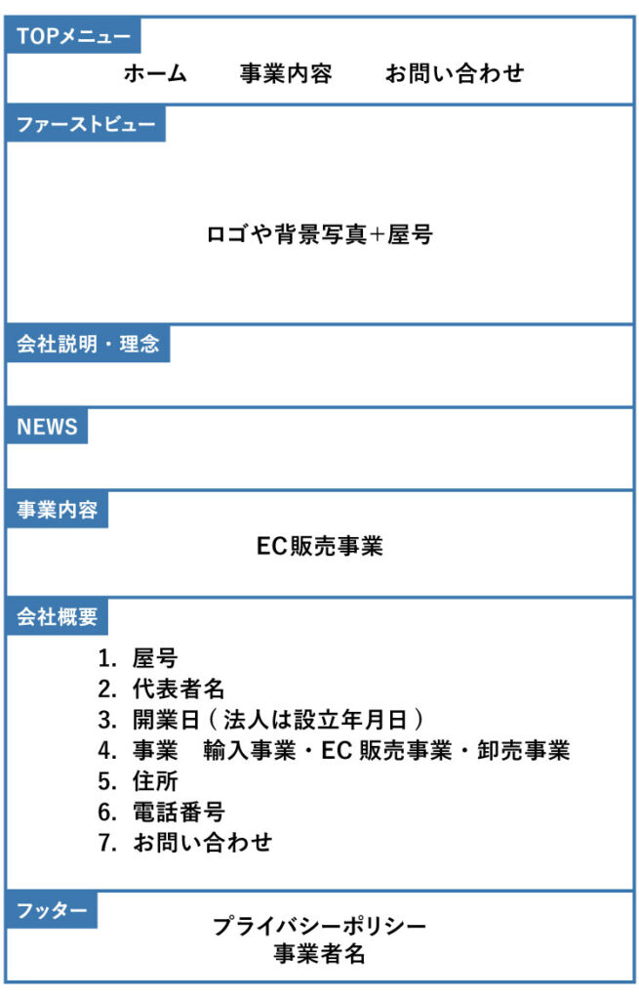 TOPメニュー
ホーム 事業内容 お問い合わせ
ファーストビュー
ロゴや背景写真+屋号
会社説明・理念
NEWS
事業内容
EC販売事業
会社概要
1. 屋号
2. 代表者名
3. 開業日(法人は設立年月日)
4. 事業　輸入事業・EC販売事業・卸売事業
5. 住所
6. 電話番号
7. お問い合わせ
フッター
プライバシーポリシー
事業者名